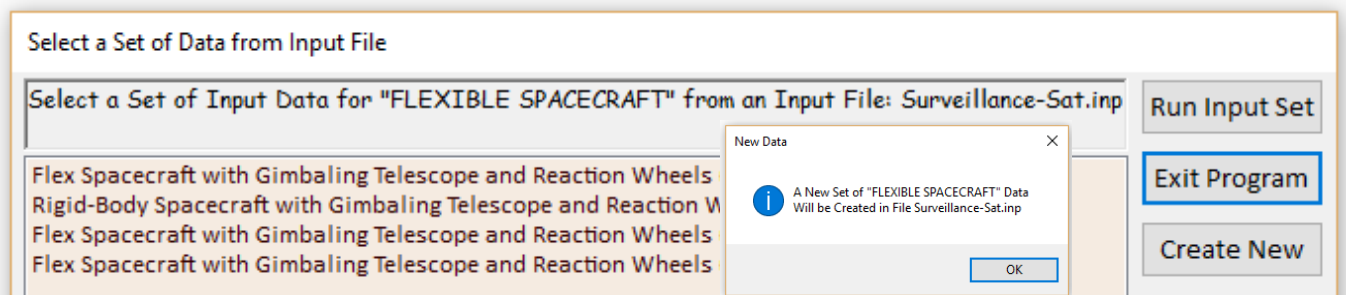 Select a Set of Data from Input File
Select a Set of Input Data for "FLEXIBLE SPACECRAFT" from an Input File: Surveillance-Sat.inp
Run Input Set
New Data
A New Set of "FLEXIBLE SPACECRAFT" Data
Will be Created in File Surveillance-Sat.inp
OK
Flex Spacecraft with Gimbaling Telescope and Reaction Wheels
Rigid-Body Spacecraft with Gimbaling Telescope and Reaction
Flex Spacecraft with Gimbaling Telescope and Reaction Wheels
Flex Spacecraft with Gimbaling Telescope and Reaction Wheels
Exit Program
Create New